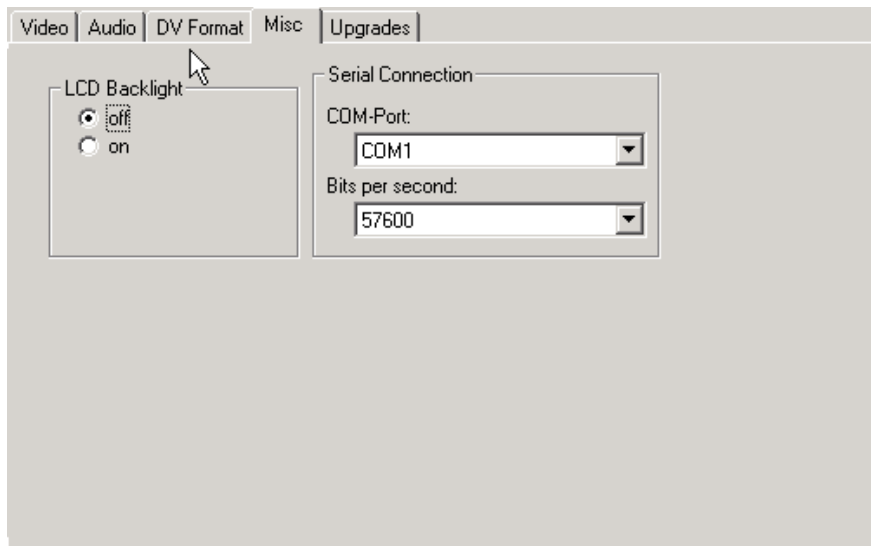 Video Audio DV Format Misc Upgrades
LCD Backlight
off
on
Serial Connection
COM-Port:
COM1
Bits per second:
57600